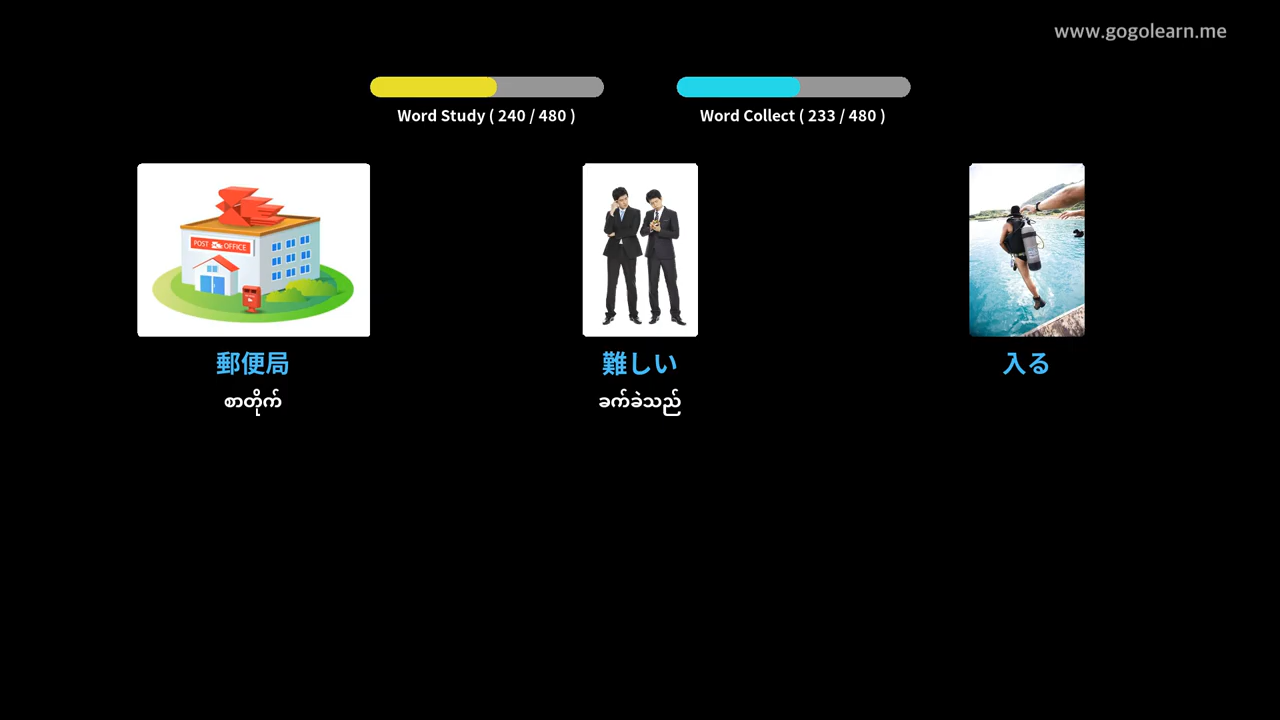 www.gogolearn.me
Word Study ( 240 / 480 )
Word Collect ( 233 / 480 )
POST OFFICE
郵便局
難しい
入る
စာတိုက်
ခက်ခဲသည်